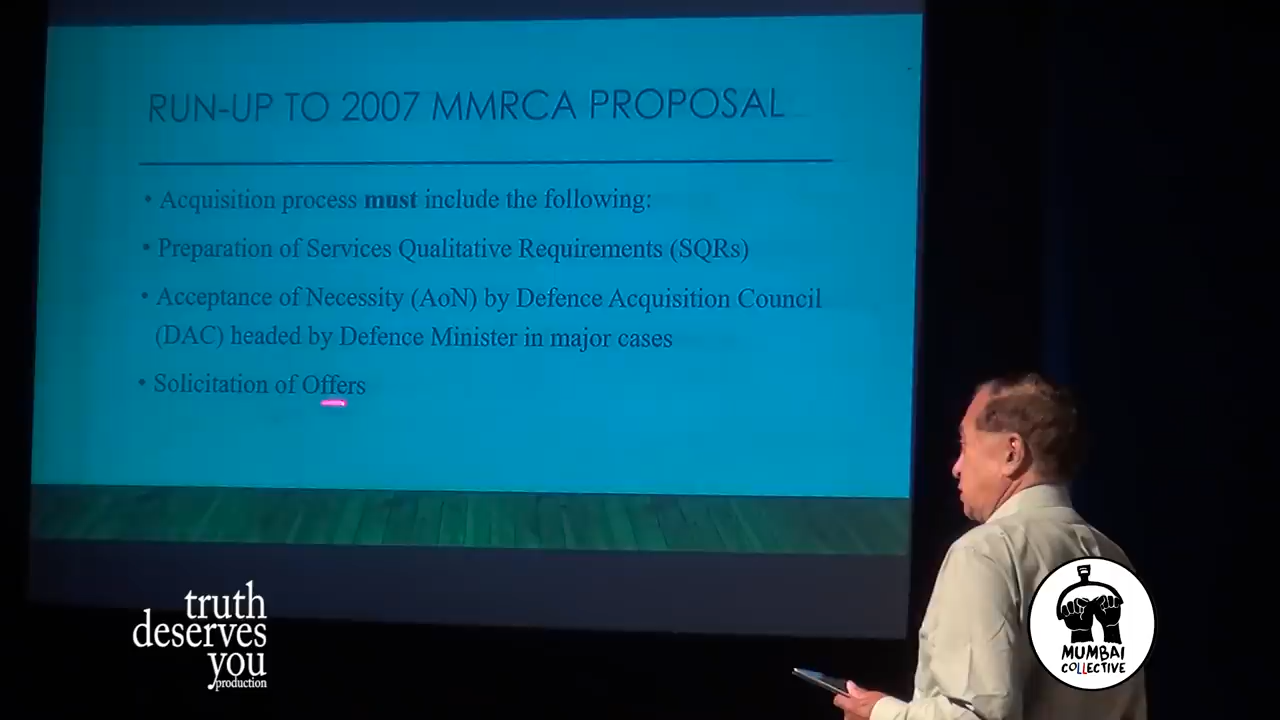 RUN-UP TO 2007 MMRCA PROPOSAL
• Acquisition process must include the following:
• Preparation of Services Qualitative Requirements (SQRs)
• Acceptance of Necessity (AoN) by Defence Acquisition Council
(DAC) headed by Defence Minister in major cases
• Solicitation of Offers
truth
deserves
you
production
MUMBAI
COLLECTIVE